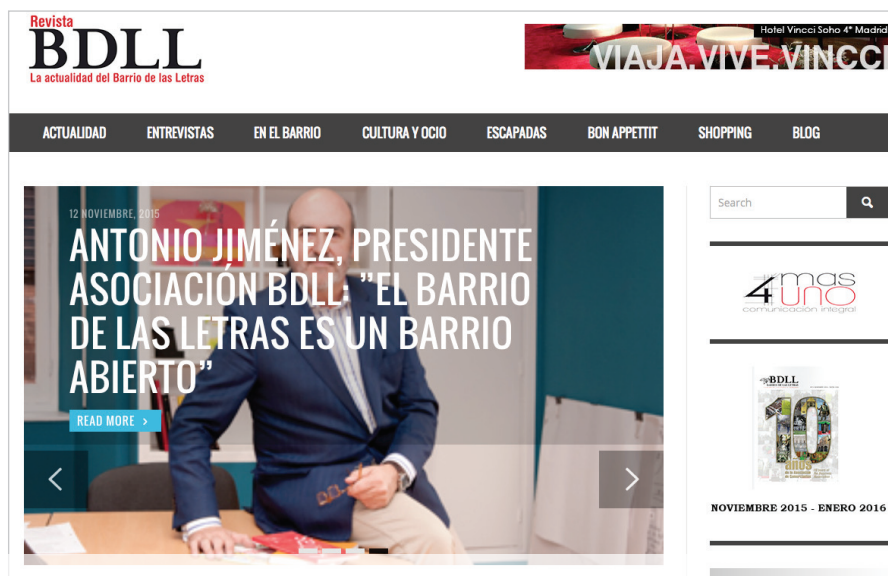 Revista
BDLL
La actualidad del Barrio de las Letras
Hotel Vincci Soho 4* Madrid
VIAJA.VIVE.VINCCI
ACTUALIDAD ENTREVISTAS EN EL BARRIO CULTURA Y OCIO ESCAPADAS BON APPETTIT SHOPPING BLOG
12 NOVIEMBRE, 2015
ANTONIO JIMÉNEZ, PRESIDENTE
ASOCIACIÓN BDLL: ”EL BARRIO
DE LAS LETRAS ES UN BARRIO
ABIERTO”
READ MORE >
Search
4 mas
uno
comunicación integral
BDLL
10
años
NOVIEMBRE 2015 - ENERO 2016